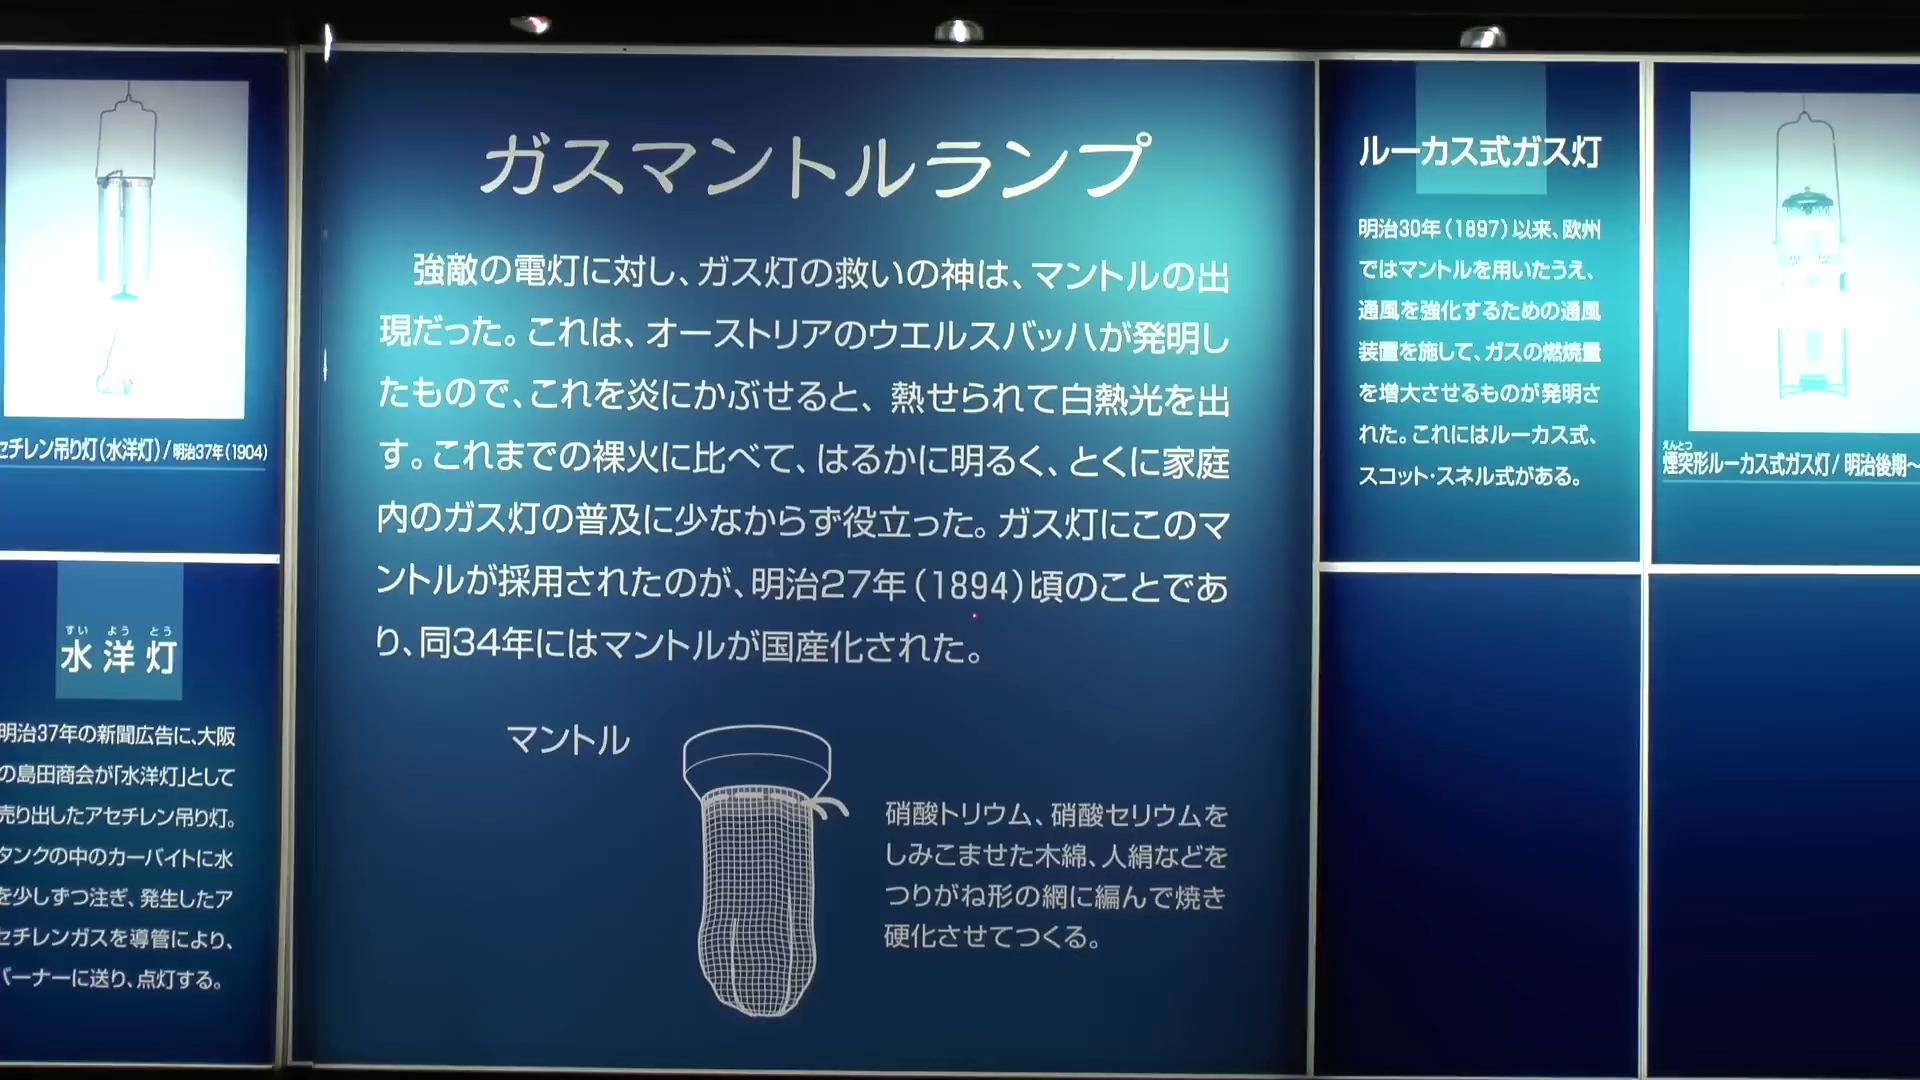 セチレン吊り灯(水洋灯)/明治37年(1904)
すい よう とう
水洋灯
明治37年の新聞広告に、大阪
の島田商会が「水洋灯」として
売り出したアセチレン吊り灯。
タンクの中のカーバイトに水
を少しずつ注ぎ、発生したア
セチレンガスを導管により、
バーナーに送り、点灯する。
ガスマントルランプ
強敵の電灯に対し、ガス灯の救いの神は、マントルの出
現だった。これは、オーストリアのウエルスバッハが発明し
たもので、これを炎にかぶせると、熱せられて白熱光を出
す。これまでの裸火に比べて、はるかに明るく、とくに家庭
内のガス灯の普及に少なからず役立った。ガス灯にこのマ
ントルが採用されたのが、明治27年(1894)頃のことであ
り、同34年にはマントルが国産化された。
マントル
硝酸トリウム、硝酸セリウムを
しみこませた木綿、人絹などを
つりがね形の網に編んで焼き
硬化させてつくる。
ルーカス式ガス灯
明治30年(1897)以来、欧州
ではマントルを用いたうえ、
通風を強化するための通風
装置を施して、ガスの燃焼量
を増大させるものが発明さ
れた。これにはルーカス式、
スコット・スネル式がある。
えんとつ
煙突形ルーカス式ガス灯/明治後期〜